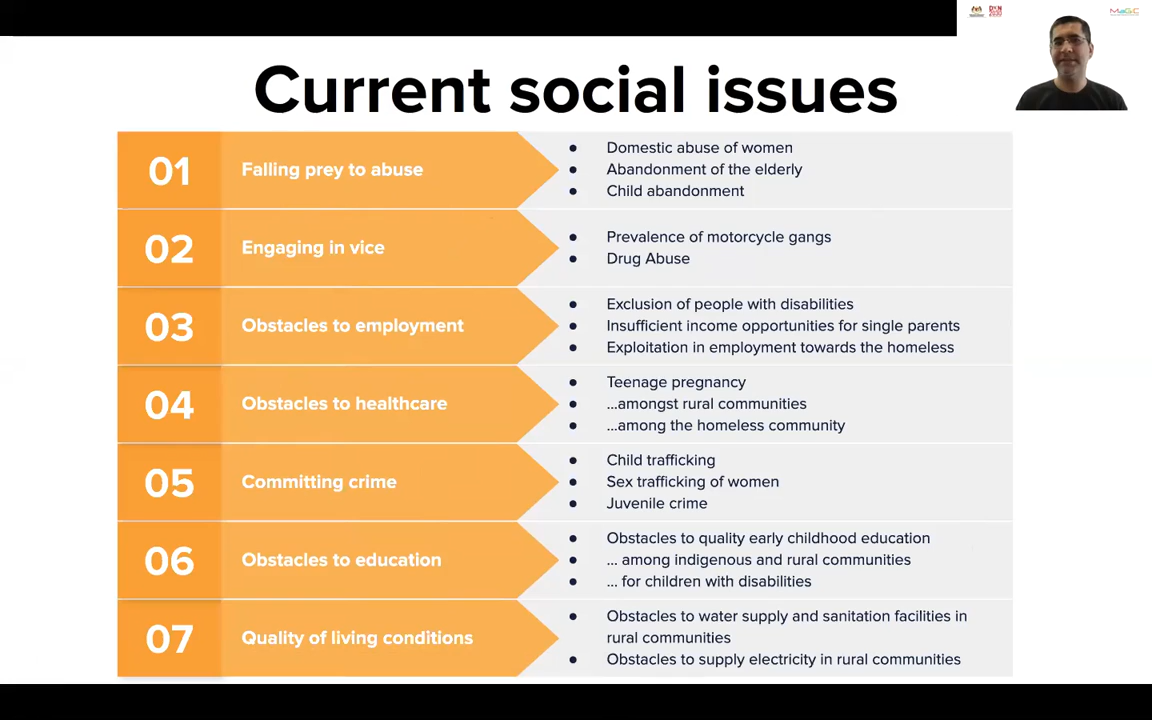 MaGIC
Current social issues
01
Falling prey to abuse
● Domestic abuse of women
● Abandonment of the elderly
● Child abandonment
02
Engaging in vice
● Prevalence of motorcycle gangs
● Drug Abuse
03
Obstacles to employment
● Exclusion of people with disabilities
● Insufficient income opportunities for single parents
● Exploitation in employment towards the homeless
04
Obstacles to healthcare
● Teenage pregnancy
● ...amongst rural communities
● ...among the homeless community
05
Committing crime
● Child trafficking
● Sex trafficking of women
● Juvenile crime
06
Obstacles to education
● Obstacles to quality early childhood education
● ... among indigenous and rural communities
● ... for children with disabilities
07
Quality of living conditions
● Obstacles to water supply and sanitation facilities in
rural communities
● Obstacles to supply electricity in rural communities